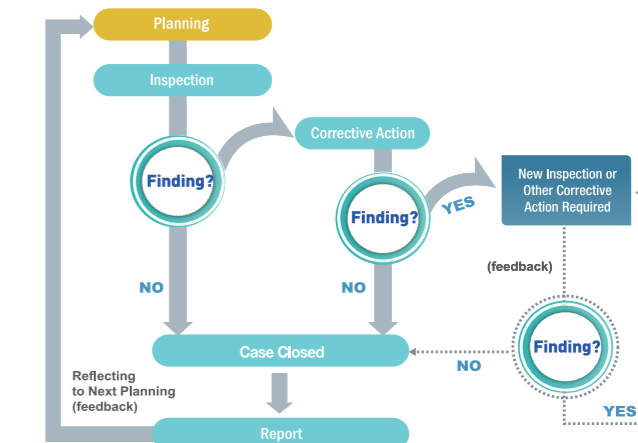 Planning
Inspection
Corrective Action
Finding?
Finding?
YES
New Inspection or
Other Corrective
Action Required
(feedback)
NO
NO
Finding?
Case Closed
NO
Reflecting
to Next Planning
(feedback)
YES
Report